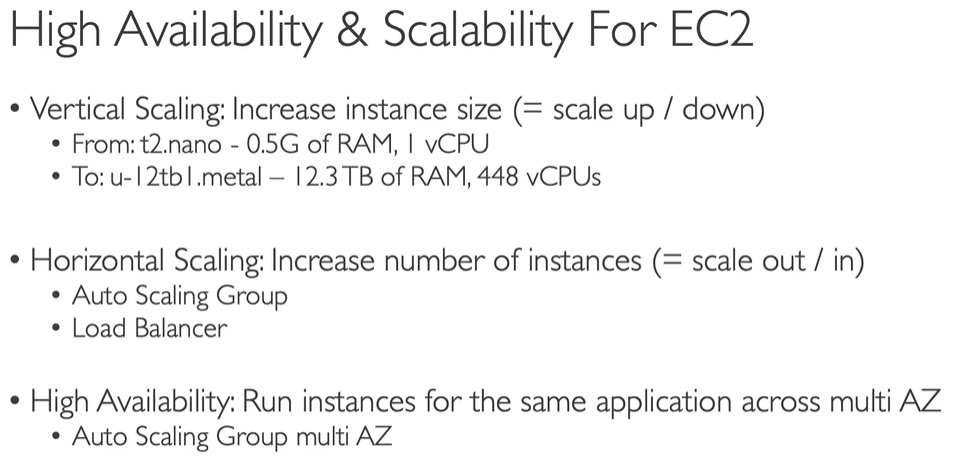 High Availability & Scalability For EC2
• Vertical Scaling: Increase instance size (= scale up / down)
• From: t2.nano - 0.5G of RAM, 1 vCPU
• To: u-12tb1.metal – 12.3 TB of RAM, 448 vCPUs
• Horizontal Scaling: Increase number of instances (= scale out / in)
• Auto Scaling Group
• Load Balancer
• High Availability: Run instances for the same application across multi AZ
• Auto Scaling Group multi AZ